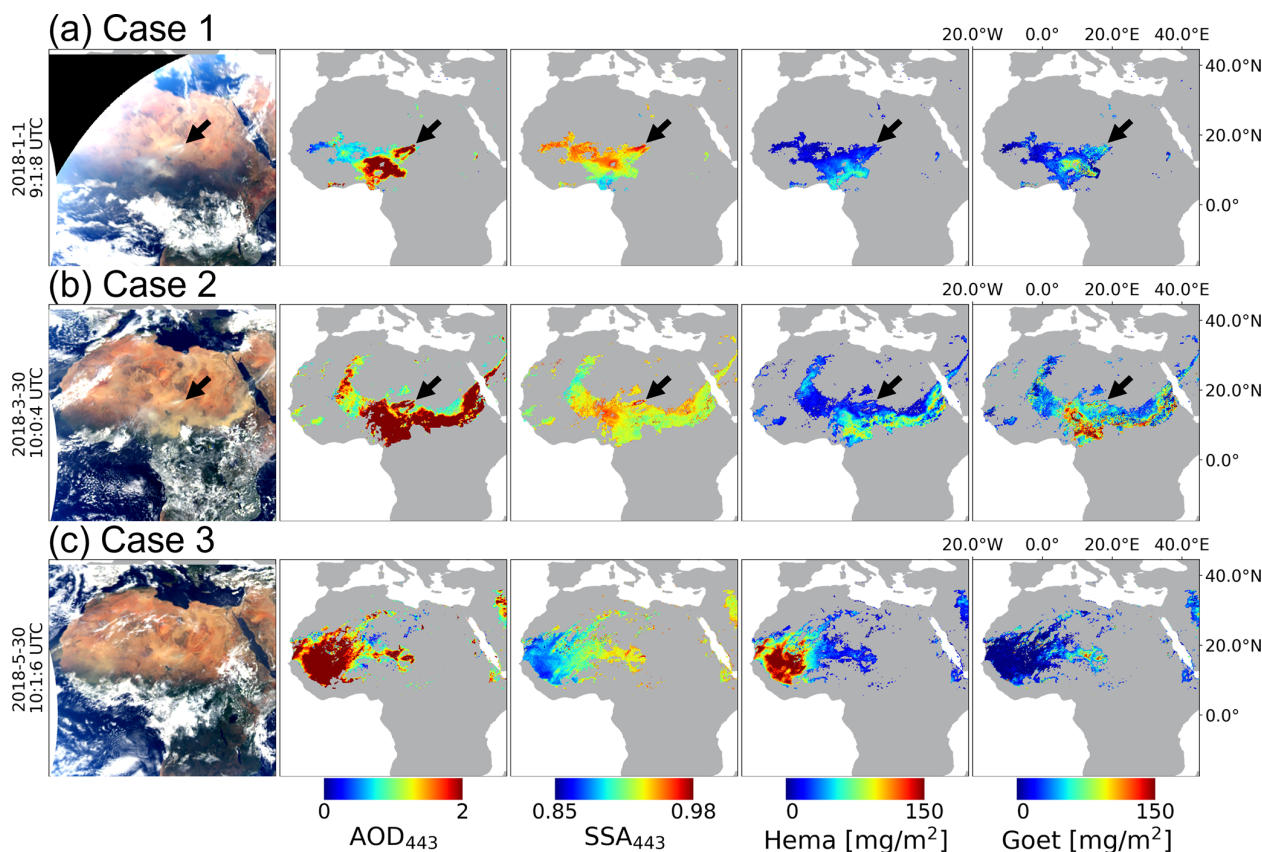 (a) Case 1
20.0°W 0.0° 20.0°E 40.0°E
2018-1-1
9:1:8 UTC
40.0°N
20.0°N
0.0°
(b) Case 2
20.0°W 0.0° 20.0°E 40.0°E
2018-3-30
10:0:4 UTC
40.0°N
20.0°N
0.0°
(c) Case 3
20.0°W 0.0° 20.0°E 40.0°E
2018-5-30
10:1:6 UTC
40.0°N
20.0°N
0.0°
0 2 0.85 0.98 0 150 0 150
AOD₄₄₃ SSA₄₄₃ Hema [mg/m²] Goet [mg/m²]